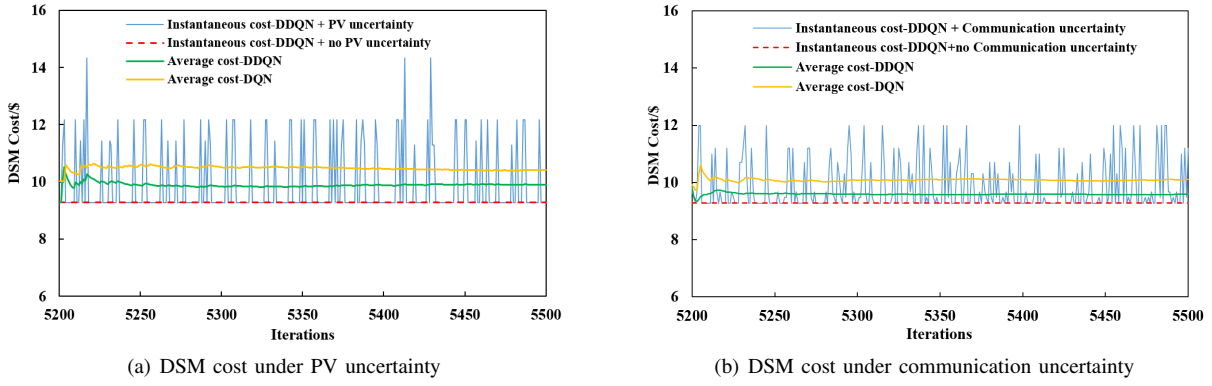 16
14
12
10
8
6
DSM Cost/$
Instantaneous cost-DDQN + PV uncertainty
Instantaneous cost-DDQN + no PV uncertainty
Average cost-DDQN
Average cost-DQN
5200 5250 5300 5350 5400 5450 5500
Iterations
(a) DSM cost under PV uncertainty
16
14
12
10
8
6
DSM Cost/$
Instantaneous cost-DDQN + Communication uncertainty
Instantaneous cost-DDQN+no Communication uncertainty
Average cost-DDQN
Average cost-DQN
5200 5250 5300 5350 5400 5450 5500
Iterations
(b) DSM cost under communication uncertainty